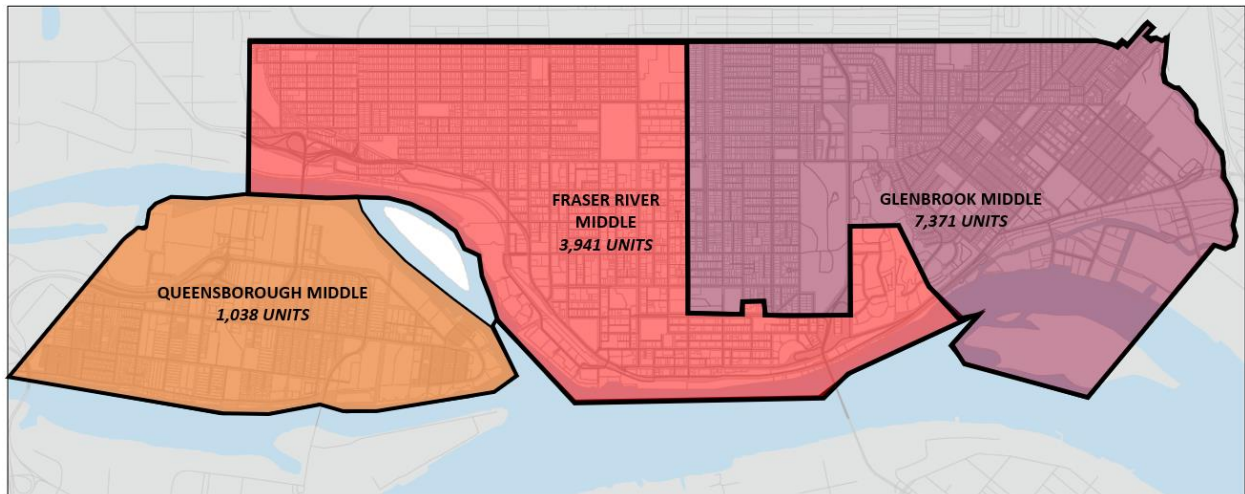 FRASER RIVER
MIDDLE
3,941 UNITS
GLENBROOK MIDDLE
7,371 UNITS
QUEENSBOROUGH MIDDLE
1,038 UNITS